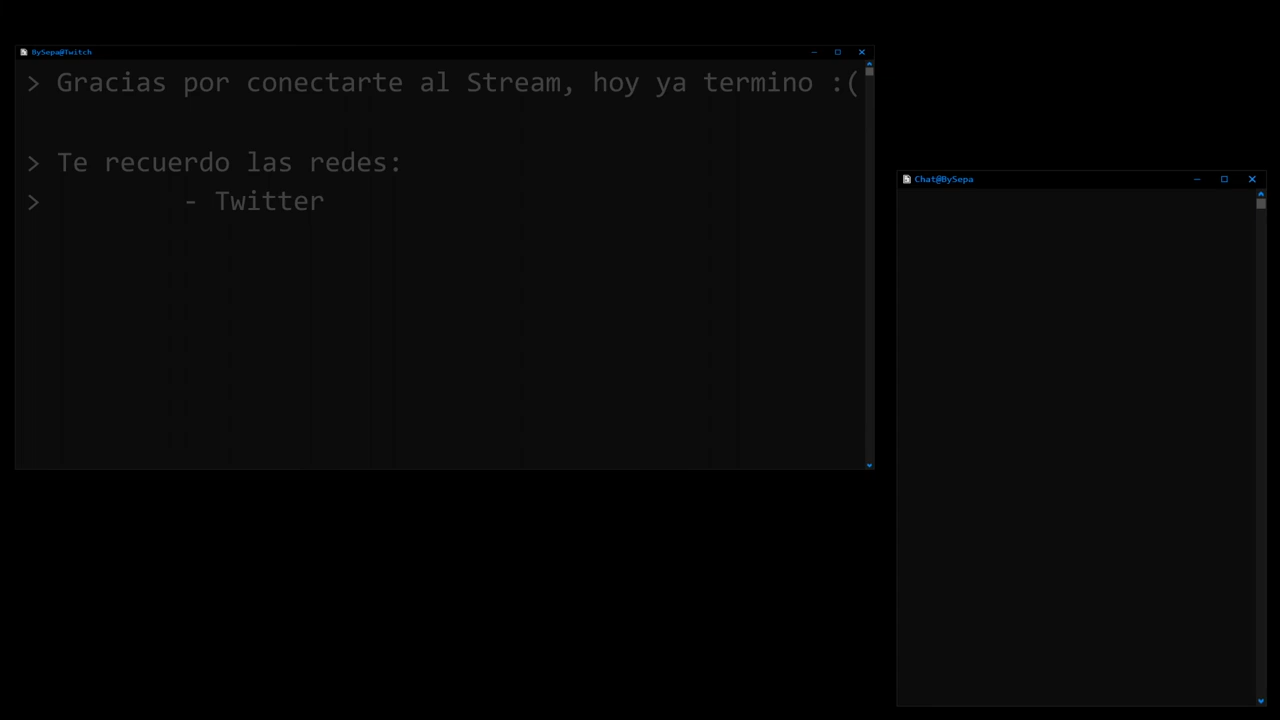 BySepa@Twitch
> Gracias por conectarte al Stream, hoy ya termino :(
> Te recuerdo las redes:
> - Twitter
Chat@BySepa